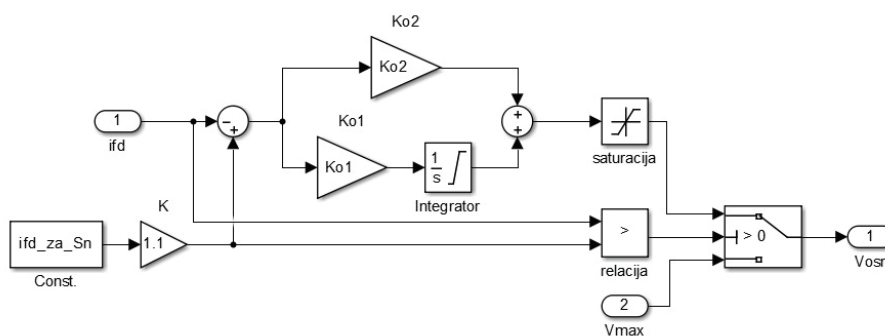 Ko2
Ko2
1
ifd
−
+
Ko1
Ko1
1
s
Integrator
+
+
saturacija
K
ifd_za_Sn
Const.
1.1
>
relacija
> 0
2
Vmax
1
Vosn